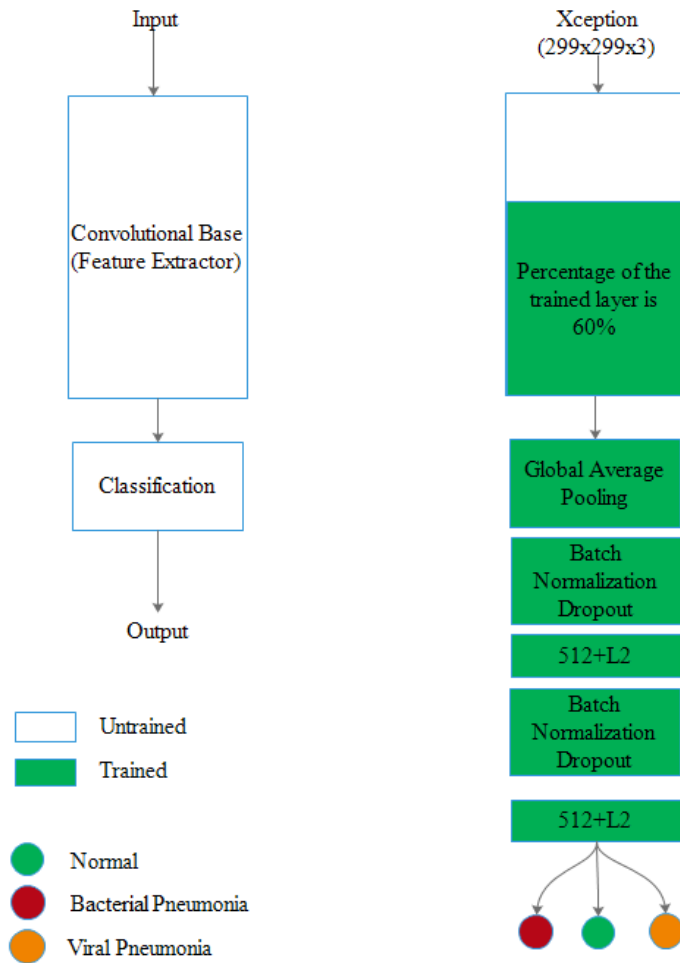 Input
Convolutional Base
(Feature Extractor)
Classification
Output
Untrained
Trained
Normal
Bacterial Pneumonia
Viral Pneumonia
Xception
(299x299x3)
Percentage of the
trained layer is
60%
Global Average
Pooling
Batch
Normalization
Dropout
512+L2
Batch
Normalization
Dropout
512+L2